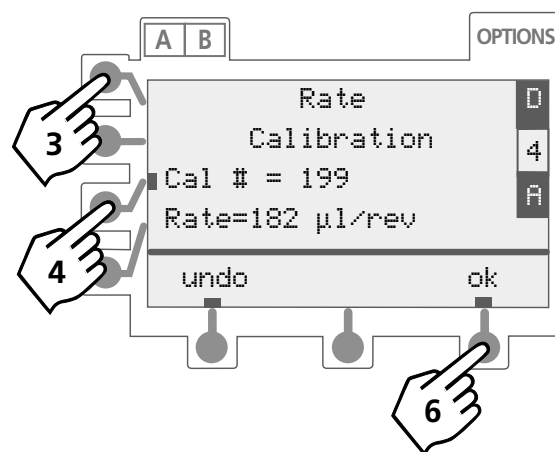 A B
OPTIONS
Rate
Calibration
Cal # = 199
Rate=182 µl/rev
D
4
A
undo ok
3
4
6